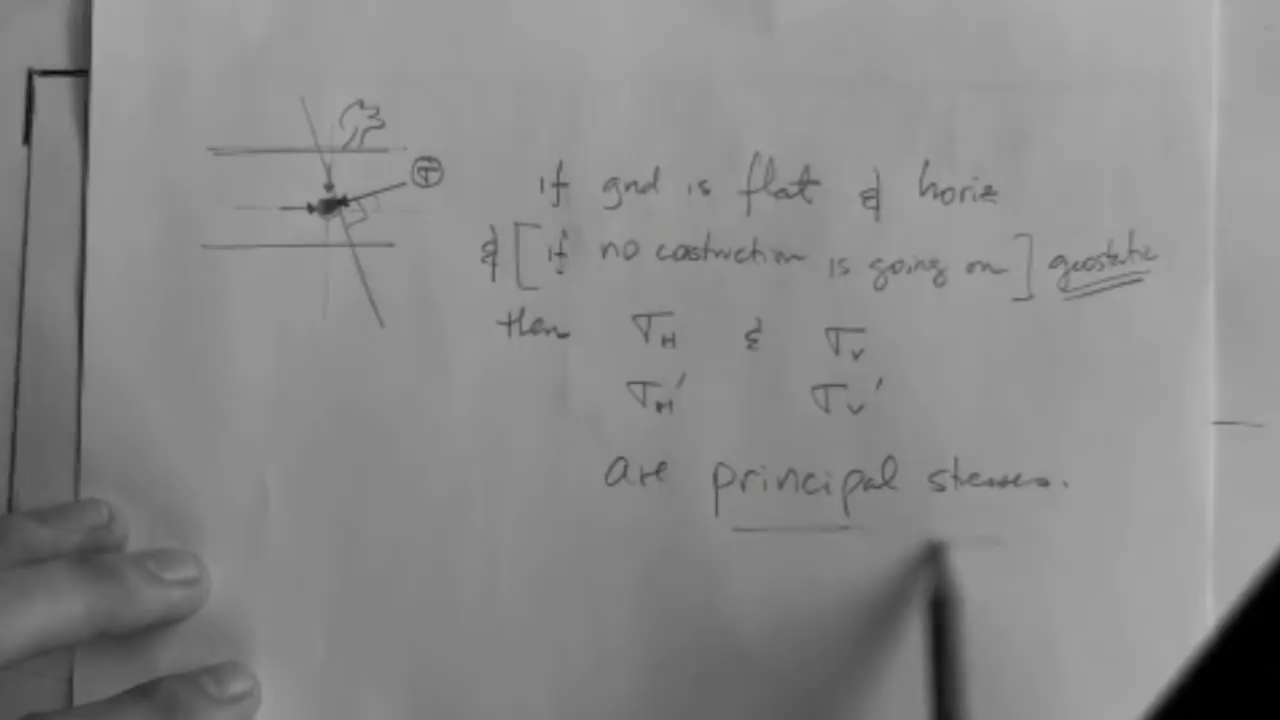 σ
if gnd is flat & horiz
& [if no costruction is going on] geostatic
then σH & σv
σH' σv'
are principal stresses.